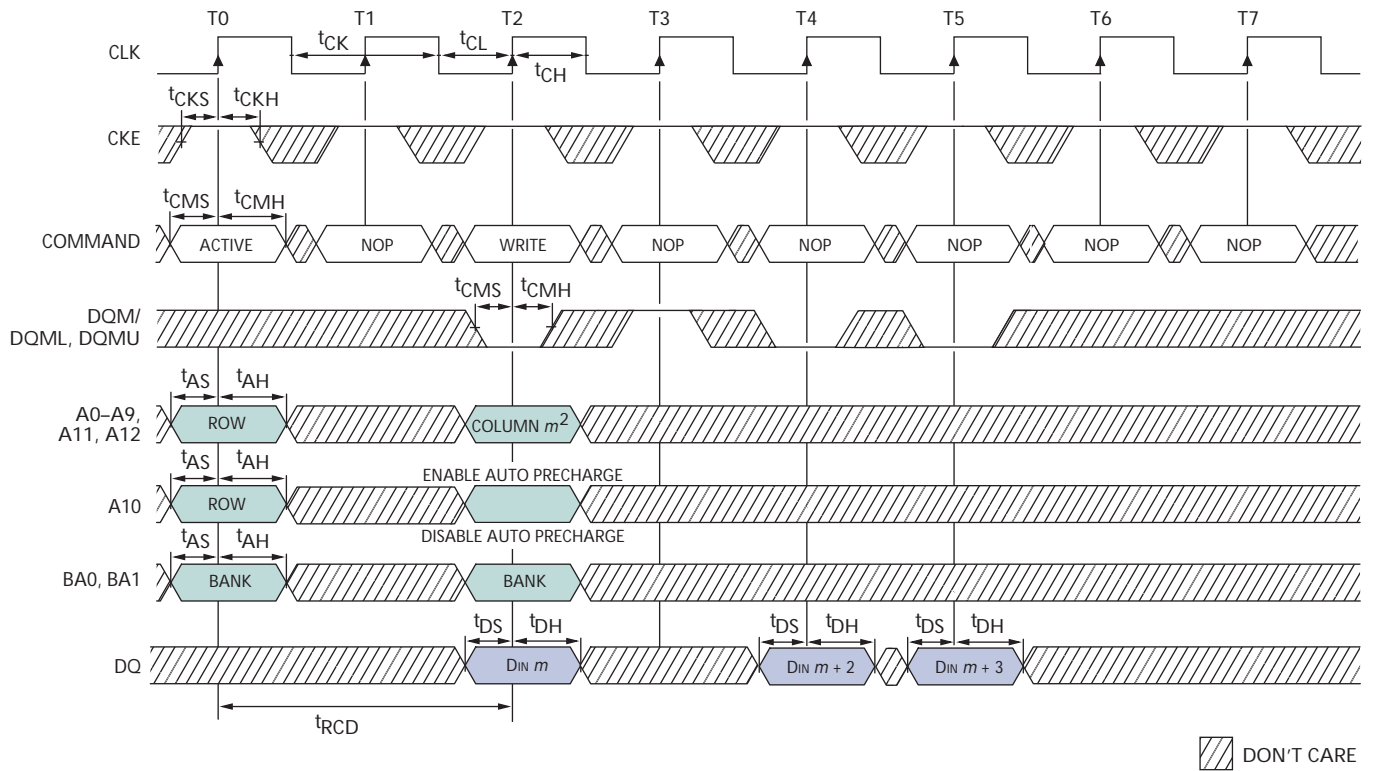 T0 T1 T2 T3 T4 T5 T6 T7
CLK
tCK tCL
tCH
tCKS tCKH
CKE
tCMS tCMH
COMMAND ACTIVE NOP WRITE NOP NOP NOP NOP NOP
tCMS tCMH
DQM/
DQML, DQMU
tAS tAH
A0–A9,
A11, A12 ROW COLUMN m2
tAS tAH
ENABLE AUTO PRECHARGE
A10 ROW
DISABLE AUTO PRECHARGE
tAS tAH
BA0, BA1 BANK BANK
tDS tDH tDS tDH tDS tDH
DQ DIN m DIN m + 2 DIN m + 3
tRCD
DON'T CARE